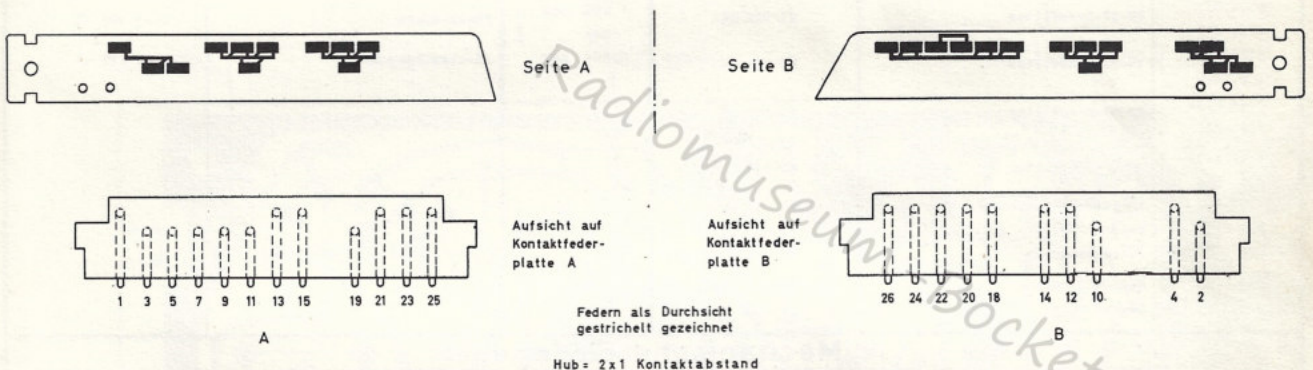 Seite A
Seite B
Aufsicht auf
Kontaktfeder-
platte A
Aufsicht auf
Kontaktfeder-
platte B
1 3 5 7 9 11 13 15 19 21 23 25
26 24 22 20 18 14 12 10 4 2
A
B
Federn als Durchsicht
gestrichelt gezeichnet
Hub= 2x1 Kontaktabstand
Radiomuseum-Bocket